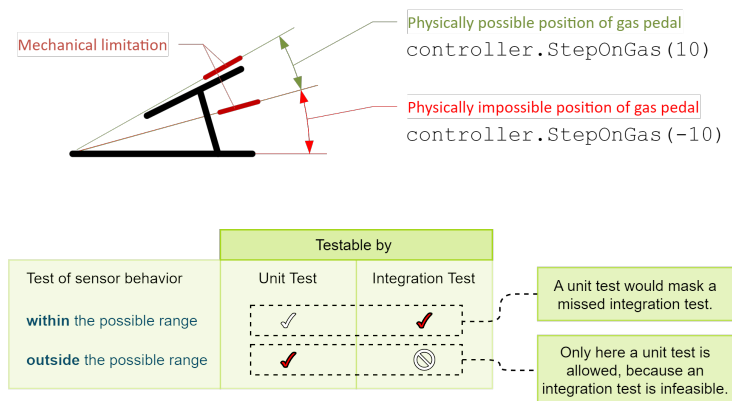 Physically possible position of gas pedal
Mechanical limitation
controller.StepOnGas(10)
Physically impossible position of gas pedal
controller.StepOnGas(-10)
Testable by
Test of sensor behavior
Unit Test
Integration Test
within the possible range
outside the possible range
A unit test would mask a
missed integration test.
Only here a unit test is
allowed, because an
integration test is infeasible.